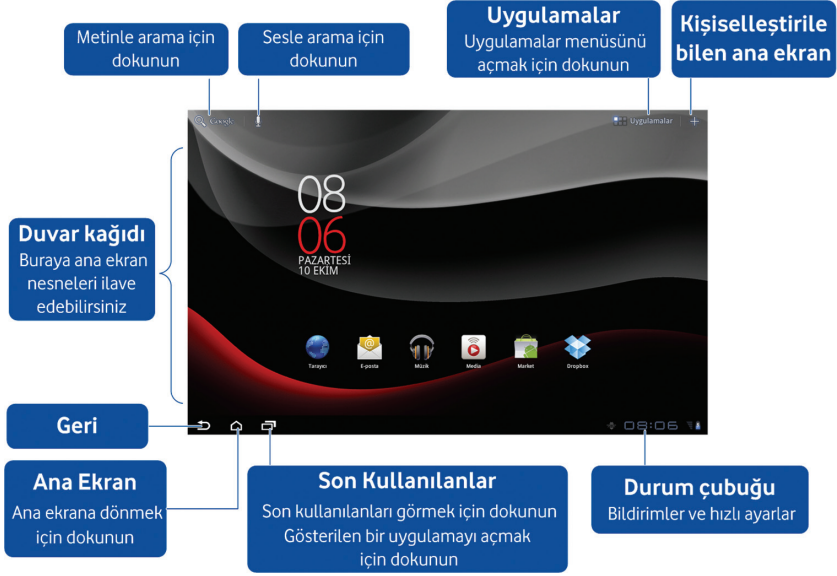 Metinle arama için
dokunun
Sesle arama için
dokunun
Uygulamalar
Uygulamalar menüsünü
açmak için dokunun
Kişiselleştirile
bilen ana ekran
Google
Uygulamalar
08
06
PAZARTESİ
10 EKİM
Duvar kağıdı
Buraya ana ekran
nesneleri ilave
edebilirsiniz
Tarayıcı
E-posta
Müzik
Media
Market
Dropbox
08:06
Geri
Ana Ekran
Ana ekrana dönmek
için dokunun
Son Kullanılanlar
Son kullanılanları görmek için dokunun
Gösterilen bir uygulamayı açmak
için dokunun
Durum çubuğu
Bildirimler ve hızlı ayarlar